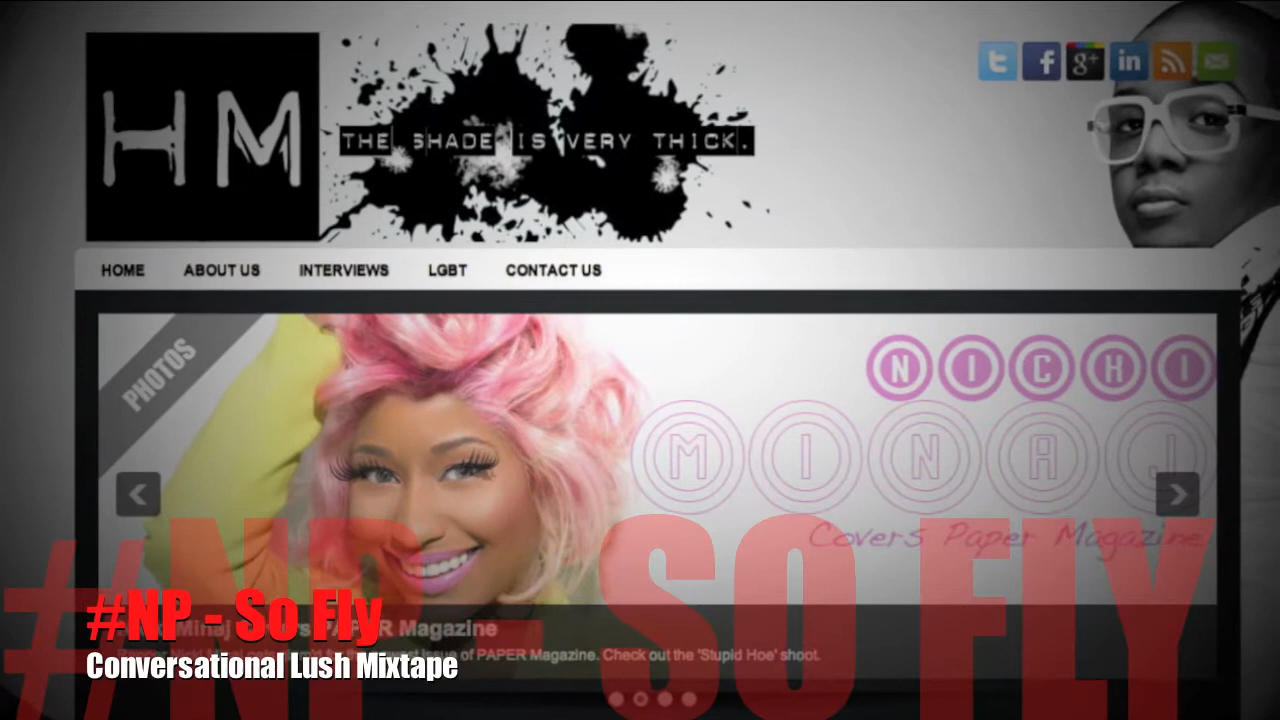 HM
THE SHADE IS VERY THICK.
HOME ABOUT US INTERVIEWS LGBT CONTACT US
PHOTOS
NICKI
MINAJ
Covers Paper Magazine
#NP - SO FLY
#NP - So Fly
Minaj PAPER Magazine
issue of PAPER Magazine. Check out the 'Stupid Hoe' shoot.
Conversational Lush Mixtape